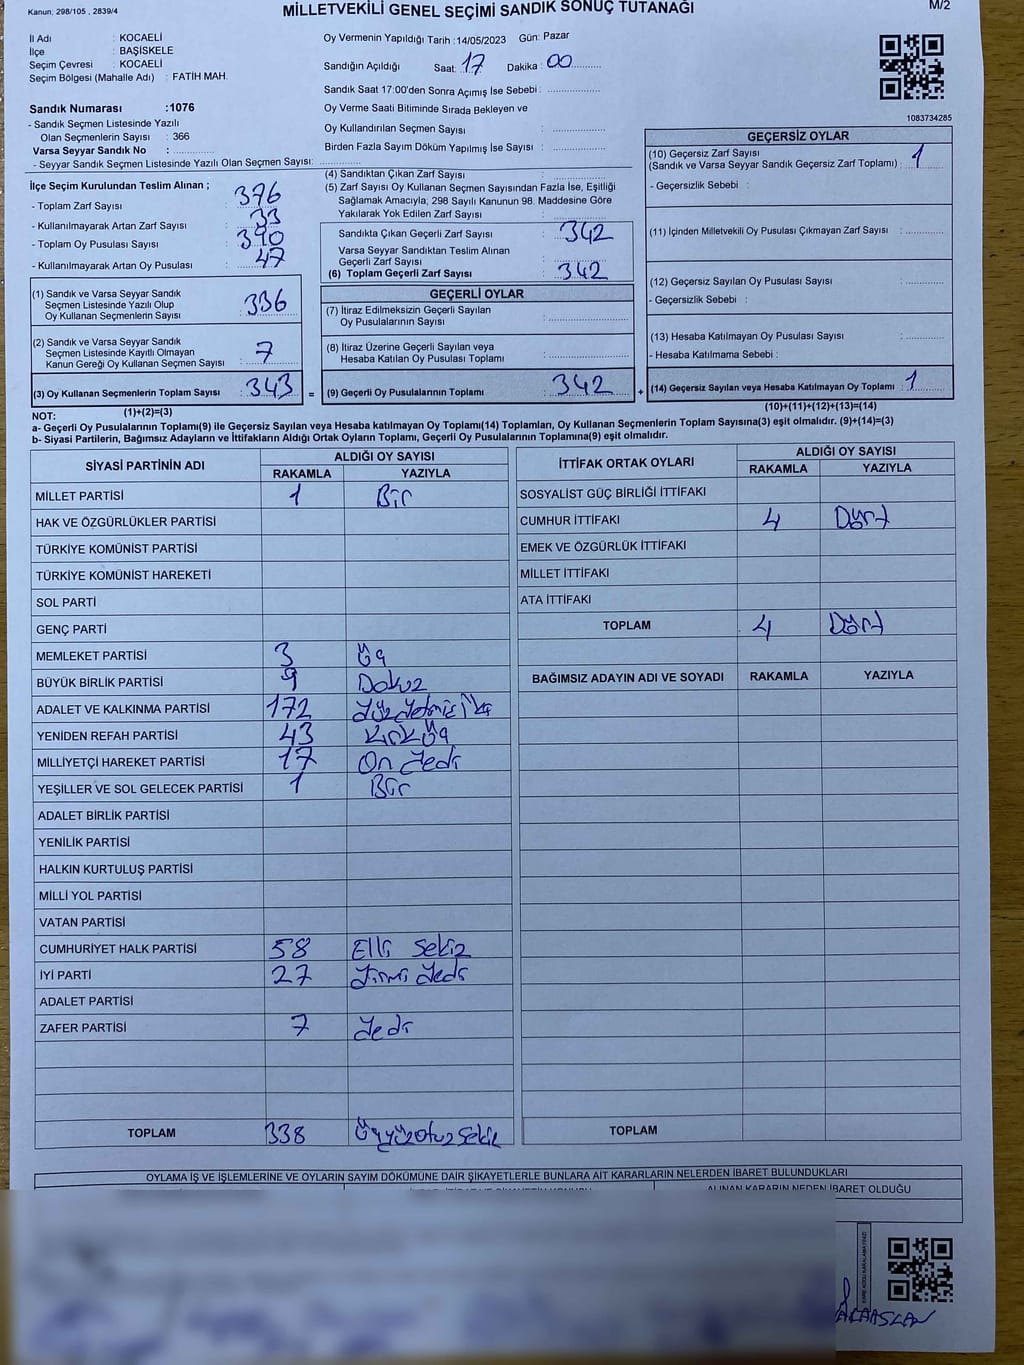 Kanun; 298/105 , 2839/4
MİLLETVEKİLİ GENEL SEÇİMİ SANDIK SONUÇ TUTANAĞI
M/2
İl Adı : KOCAELİ
İlçe : BAŞİSKELE
Seçim Çevresi : KOCAELİ
Seçim Bölgesi (Mahalle Adı) : FATİH MAH.
Sandık Numarası :1076
- Sandık Seçmen Listesinde Yazılı
Olan Seçmenlerin Sayısı : 366
Varsa Seyyar Sandık No :
- Seyyar Sandık Seçmen Listesinde Yazılı Olan Seçmen Sayısı:
Oy Vermenin Yapıldığı Tarih :14/05/2023 Gün: Pazar
Sandığın Açıldığı Saat: 17 Dakika : 00
Sandık Saat 17:00'den Sonra Açımış İse Sebebi :
Oy Verme Saati Bitiminde Sırada Bekleyen ve
Oy Kullandırılan Seçmen Sayısı :
Birden Fazla Sayım Döküm Yapılmış İse Sayısı :
1083734285
İlçe Seçim Kurulundan Teslim Alınan ;
- Toplam Zarf Sayısı : 376
- Kullanılmayarak Artan Zarf Sayısı : 33
- Toplam Oy Pusulası Sayısı : 390
- Kullanılmayarak Artan Oy Pusulası : 47
(4) Sandıktan Çıkan Zarf Sayısı :
(5) Zarf Sayısı Oy Kullanan Seçmen Sayısından Fazla İse, Eşitliği
Sağlamak Amacıyla; 298 Sayılı Kanunun 98. Maddesine Göre
Yakılarak Yok Edilen Zarf Sayısı :
Sandıkta Çıkan Geçerli Zarf Sayısı : 342
Varsa Seyyar Sandıktan Teslim Alınan
Geçerli Zarf Sayısı :
(6) Toplam Geçerli Zarf Sayısı : 342
GEÇERSİZ OYLAR
(10) Geçersiz Zarf Sayısı
(Sandık ve Varsa Seyyar Sandık Geçersiz Zarf Toplamı) : 1
- Geçersizlik Sebebi :
(11) İçinden Milletvekili Oy Pusulası Çıkmayan Zarf Sayısı :
(12) Geçersiz Sayılan Oy Pusulası Sayısı :
- Geçersizlik Sebebi :
(13) Hesaba Katılmayan Oy Pusulası Sayısı :
- Hesaba Katılmama Sebebi :
(14) Geçersiz Sayılan veya Hesaba Katılmayan Oy Toplamı : 1
(10)+(11)+(12)+(13)=(14)
(1) Sandık ve Varsa Seyyar Sandık
Seçmen Listesinde Yazılı Olup
Oy Kullanan Seçmenlerin Sayısı : 336
(2) Sandık ve Varsa Seyyar Sandık
Seçmen Listesinde Kayıtlı Olmayan
Kanun Gereği Oy Kullanan Seçmen Sayısı : 7
(3) Oy Kullanan Seçmenlerin Toplam Sayısı : 343 =
(1)+(2)=(3)
GEÇERLİ OYLAR
(7) İtiraz Edilmeksizin Geçerli Sayılan
Oy Pusulalarının Sayısı :
(8) İtiraz Üzerine Geçerli Sayılan veya
Hesaba Katılan Oy Pusulası Toplamı :
(9) Geçerli Oy Pusulalarının Toplamı : 342 +
NOT:
a- Geçerli Oy Pusulalarının Toplamı(9) ile Geçersiz Sayılan veya Hesaba katılmayan Oy Toplamı(14) Toplamları, Oy Kullanan Seçmenlerin Toplam Sayısına(3) eşit olmalıdır. (9)+(14)=(3)
b- Siyasi Partilerin, Bağımsız Adayların ve İttifakların Aldığı Ortak Oyların Toplamı, Geçerli Oy Pusulalarının Toplamına(9) eşit olmalıdır.
SİYASİ PARTİNİN ADI ALDIĞI OY SAYISI
RAKAMLA YAZIYLA
MİLLET PARTİSİ 1 Bir
HAK VE ÖZGÜRLÜKLER PARTİSİ
TÜRKİYE KOMÜNİST PARTİSİ
TÜRKİYE KOMÜNİST HAREKETİ
SOL PARTİ
GENÇ PARTİ
MEMLEKET PARTİSİ 3 Üç
BÜYÜK BİRLİK PARTİSİ 9 Dokuz
ADALET VE KALKINMA PARTİSİ 172 Yüzyetmiş İki
YENİDEN REFAH PARTİSİ 43 Kırk Üç
MİLLİYETÇİ HAREKET PARTİSİ 17 On Yedi
YEŞİLLER VE SOL GELECEK PARTİSİ 1 Bir
ADALET BİRLİK PARTİSİ
YENİLİK PARTİSİ
HALKIN KURTULUŞ PARTİSİ
MİLLİ YOL PARTİSİ
VATAN PARTİSİ
CUMHURİYET HALK PARTİSİ 58 Elli Sekiz
İYİ PARTİ 27 Yirmi Yedi
ADALET PARTİSİ
ZAFER PARTİSİ 7 Yedi
TOPLAM 338 Üçyüzotuz Sekiz
İTTİFAK ORTAK OYLARI ALDIĞI OY SAYISI
RAKAMLA YAZIYLA
SOSYALİST GÜÇ BİRLİĞİ İTTİFAKI
CUMHUR İTTİFAKI 4 Dört
EMEK VE ÖZGÜRLÜK İTTİFAKI
MİLLET İTTİFAKI
ATA İTTİFAKI
TOPLAM 4 Dört
BAĞIMSIZ ADAYIN ADI VE SOYADI RAKAMLA YAZIYLA
TOPLAM
OYLAMA İŞ VE İŞLEMLERİNE VE OYLARIN SAYIM DÖKÜMÜNE DAİR ŞİKAYETLERLE BUNLARA AİT KARARLARIN NELERDEN İBARET BULUNDUKLARI
ALINAN KARARIN NEDEN İBARET OLDUĞU